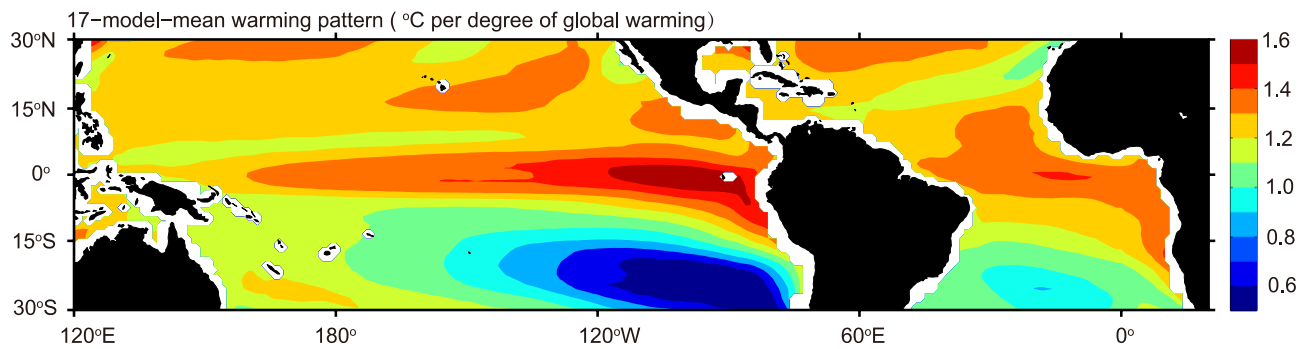 17−model−mean warming pattern ( °C per degree of global warming)
30°N
15°N
0°
15°S
30°S
120°E
180°
120°W
60°E
0°
1.6
1.4
1.2
1.0
0.8
0.6